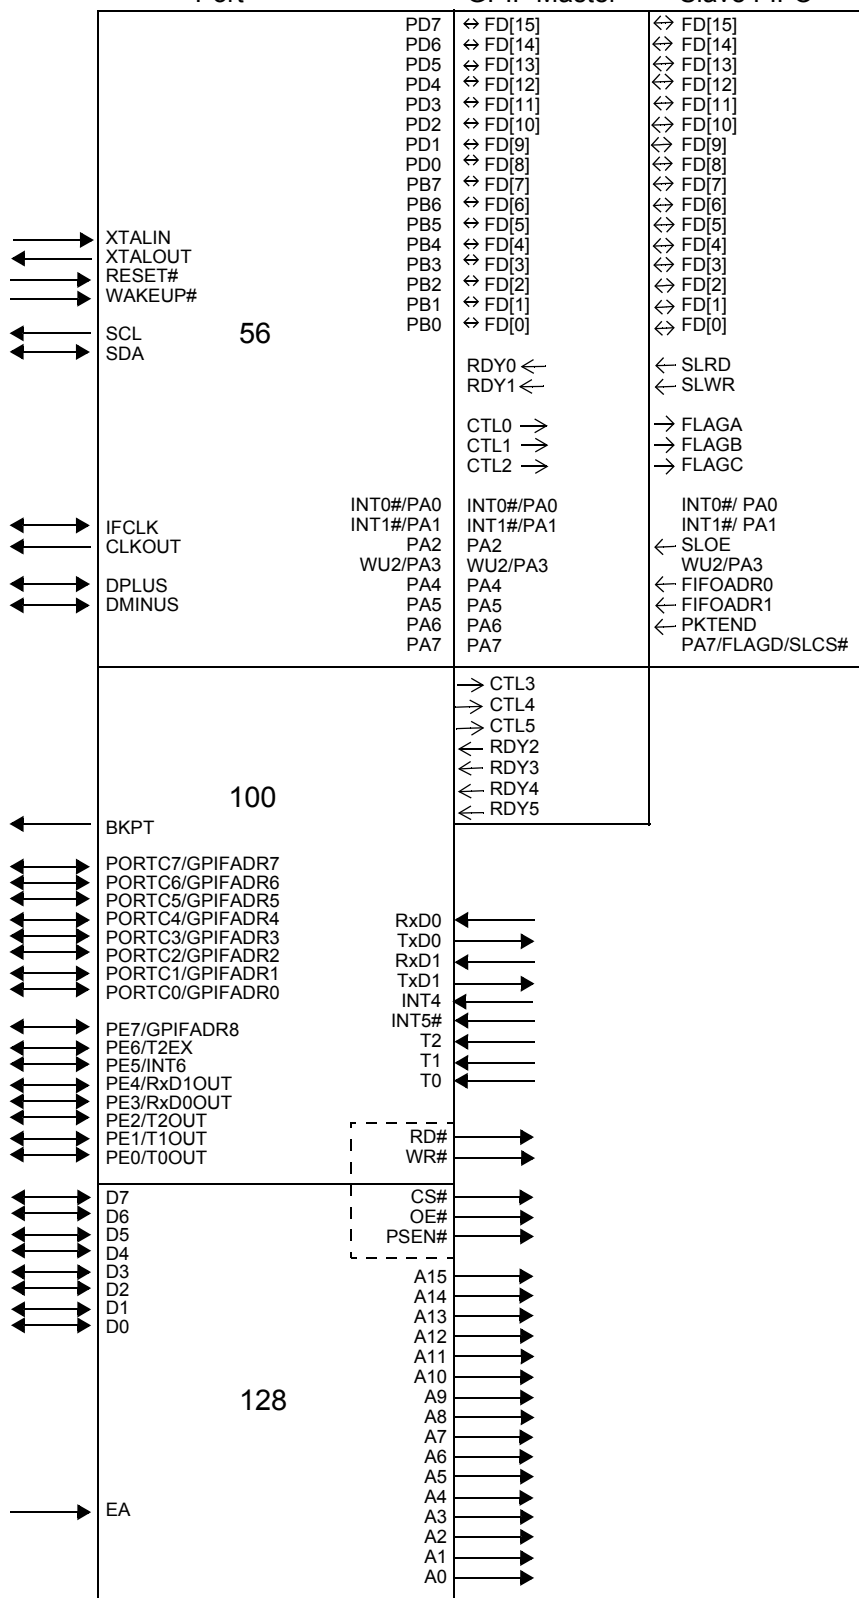 PD7 FD[15] FD[15]
PD6 FD[14] FD[14]
PD5 FD[13] FD[13]
PD4 FD[12] FD[12]
PD3 FD[11] FD[11]
PD2 FD[10] FD[10]
PD1 FD[9] FD[9]
PD0 FD[8] FD[8]
PB7 FD[7] FD[7]
PB6 FD[6] FD[6]
PB5 FD[5] FD[5]
XTALIN PB4 FD[4] FD[4]
XTALOUT PB3 FD[3] FD[3]
RESET# PB2 FD[2] FD[2]
WAKEUP# PB1 FD[1] FD[1]
SCL 56 PB0 FD[0] FD[0]
SDA
RDY0 SLRD
RDY1 SLWR
CTL0 FLAGA
CTL1 FLAGB
CTL2 FLAGC
INT0#/PA0 INT0#/PA0 INT0#/ PA0
IFCLK INT1#/PA1 INT1#/PA1 INT1#/ PA1
CLKOUT PA2 PA2 SLOE
WU2/PA3 WU2/PA3 WU2/PA3
DPLUS PA4 PA4 FIFOADR0
DMINUS PA5 PA5 FIFOADR1
PA6 PA6 PKTEND
PA7 PA7 PA7/FLAGD/SLCS#
CTL3
CTL4
CTL5
RDY2
RDY3
100 RDY4
RDY5
BKPT
PORTC7/GPIFADR7
PORTC6/GPIFADR6
PORTC5/GPIFADR5
PORTC4/GPIFADR4 RxD0
PORTC3/GPIFADR3 TxD0
PORTC2/GPIFADR2 RxD1
PORTC1/GPIFADR1 TxD1
PORTC0/GPIFADR0 INT4
INT5#
PE7/GPIFADR8 T2
PE6/T2EX T1
PE5/INT6 T0
PE4/RxD1OUT
PE3/RxD0OUT
PE2/T2OUT
PE1/T1OUT RD#
PE0/T0OUT WR#
D7 CS#
D6 OE#
D5 PSEN#
D4
D3 A15
D2 A14
D1 A13
D0 A12
A11
A10
128 A9
A8
A7
A6
A5
A4
EA A3
A2
A1
A0